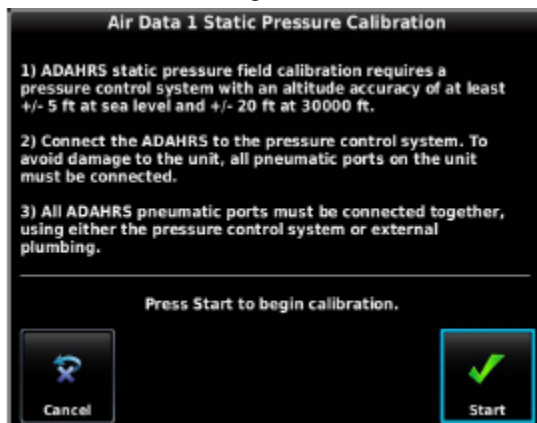 Air Data 1 Static Pressure Calibration
1) ADAHRS static pressure field calibration requires a
pressure control system with an altitude accuracy of at least
+/- 5 ft at sea level and +/- 20 ft at 30000 ft.
2) Connect the ADAHRS to the pressure control system. To
avoid damage to the unit, all pneumatic ports on the unit
must be connected.
3) All ADAHRS pneumatic ports must be connected together,
using either the pressure control system or external
plumbing.
Press Start to begin calibration.
Cancel
Start